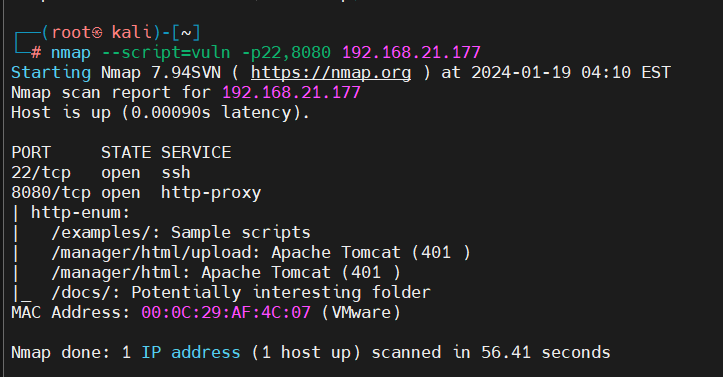 ┌──(root㉿ kali)-[~]
└─# nmap --script=vuln -p22,8080 192.168.21.177
Starting Nmap 7.94SVN ( https://nmap.org ) at 2024-01-19 04:10 EST
Nmap scan report for 192.168.21.177
Host is up (0.00090s latency).

PORT     STATE SERVICE
22/tcp   open  ssh
8080/tcp open  http-proxy
| http-enum:
|   /examples/: Sample scripts
|   /manager/html/upload: Apache Tomcat (401 )
|   /manager/html: Apache Tomcat (401 )
|_  /docs/: Potentially interesting folder
MAC Address: 00:0C:29:AF:4C:07 (VMware)

Nmap done: 1 IP address (1 host up) scanned in 56.41 seconds